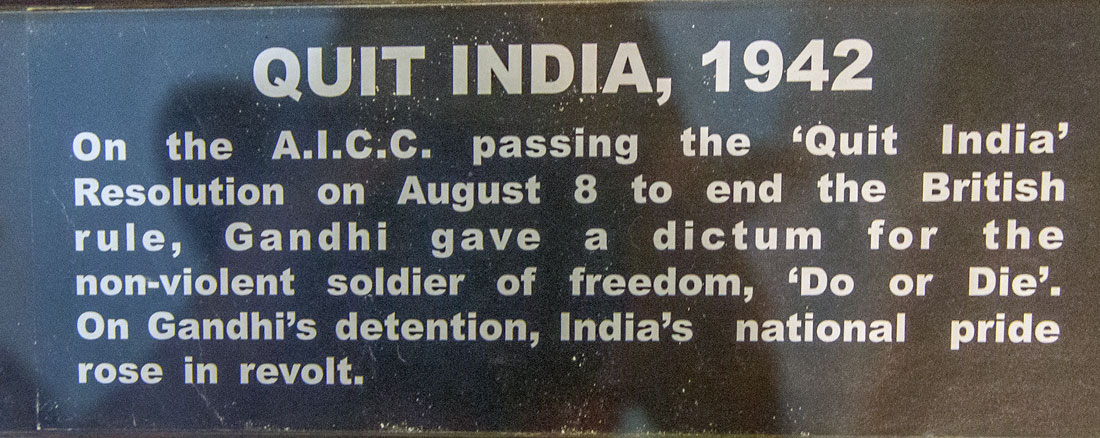 QUIT INDIA, 1942
On the A.I.C.C. passing the ‘Quit India’
Resolution on August 8 to end the British
rule, Gandhi gave a dictum for the
non-violent soldier of freedom, ‘Do or Die’.
On Gandhi’s detention, India’s national pride
rose in revolt.